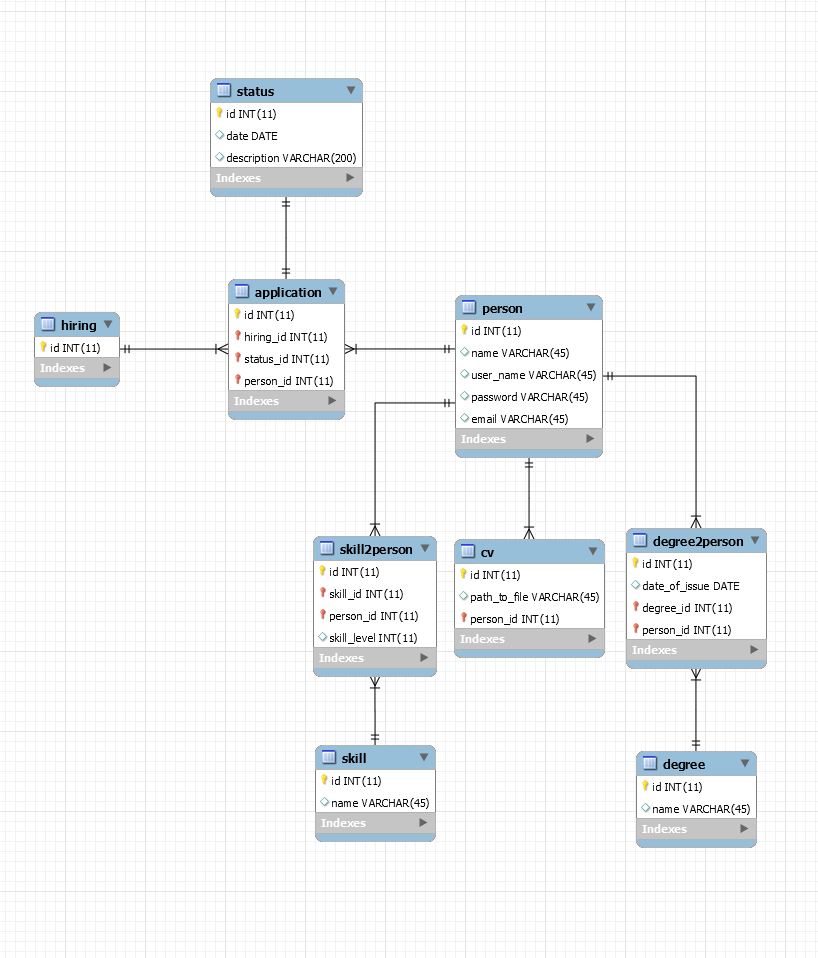 status
id INT(11)
date DATE
description VARCHAR(200)
Indexes
hiring
id INT(11)
Indexes
application
id INT(11)
hiring_id INT(11)
status_id INT(11)
person_id INT(11)
Indexes
person
id INT(11)
name VARCHAR(45)
user_name VARCHAR(45)
password VARCHAR(45)
email VARCHAR(45)
Indexes
skill2person
id INT(11)
skill_id INT(11)
person_id INT(11)
skill_level INT(11)
Indexes
cv
id INT(11)
path_to_file VARCHAR(45)
person_id INT(11)
Indexes
degree2person
id INT(11)
date_of_issue DATE
degree_id INT(11)
person_id INT(11)
Indexes
skill
id INT(11)
name VARCHAR(45)
Indexes
degree
id INT(11)
name VARCHAR(45)
Indexes